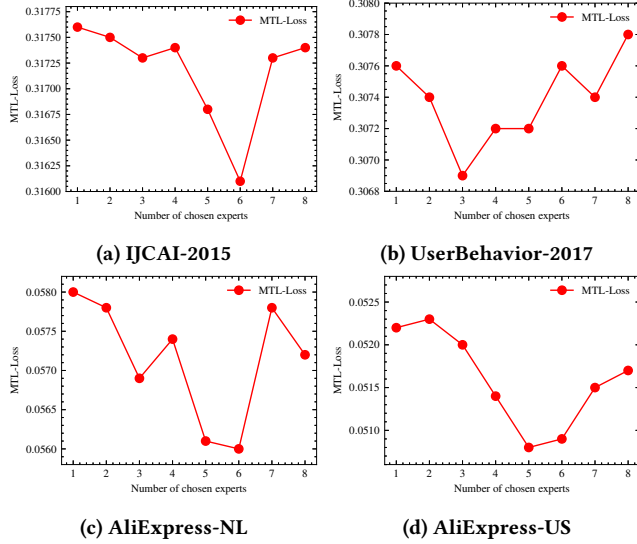 MTL-Loss
0.31775
0.31750
0.31725
0.31700
0.31675
0.31650
0.31625
0.31600
MTL-Loss
1 2 3 4 5 6 7 8
Number of chosen experts
(a) IJCAI-2015
MTL-Loss
0.3080
0.3078
0.3076
0.3074
0.3072
0.3070
0.3068
MTL-Loss
1 2 3 4 5 6 7 8
Number of chosen experts
(b) UserBehavior-2017
MTL-Loss
0.0580
0.0575
0.0570
0.0565
0.0560
MTL-Loss
1 2 3 4 5 6 7 8
Number of chosen experts
(c) AliExpress-NL
MTL-Loss
0.0525
0.0520
0.0515
0.0510
MTL-Loss
1 2 3 4 5 6 7 8
Number of chosen experts
(d) AliExpress-US